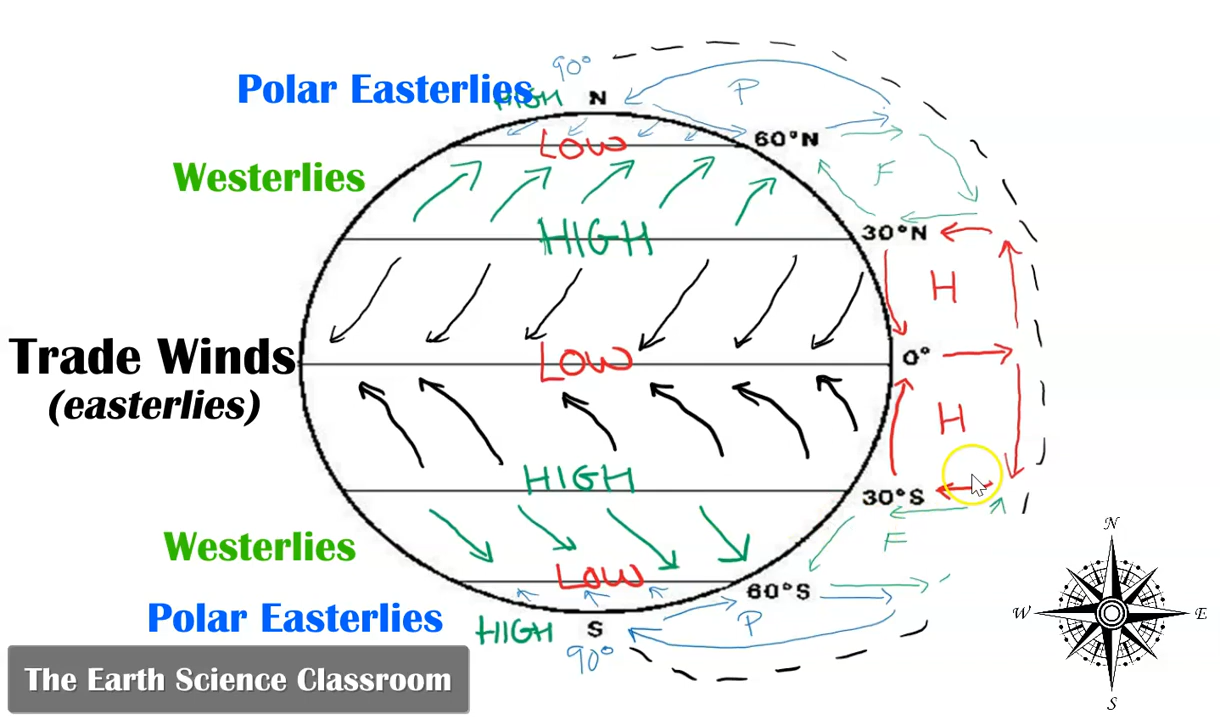 90°
Polar Easterlies
HIGH
N
P
LOW
60°N
Westerlies
F
HIGH
30°N
H
Trade Winds
(easterlies)
LOW
0°
H
HIGH
30°S
Westerlies
F
LOW
60°S
Polar Easterlies
HIGH
S
P
90°
The Earth Science Classroom
N
W
E
S